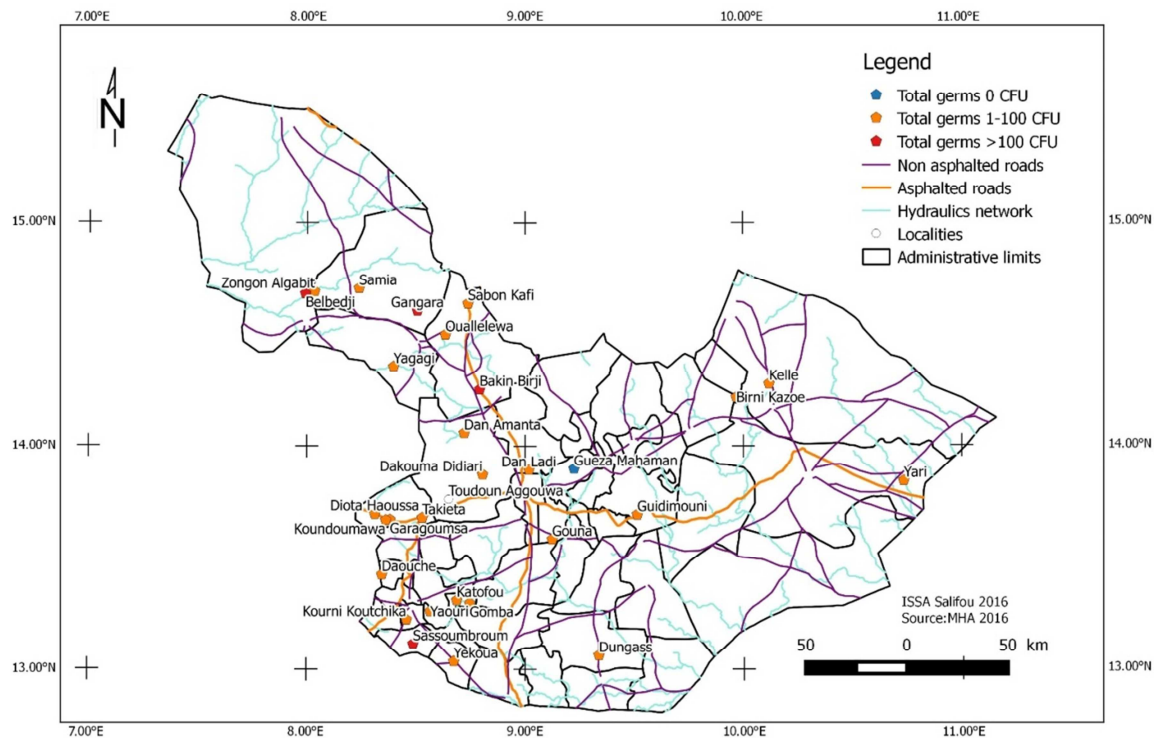 7.00°E 8.00°E 9.00°E 10.00°E 11.00°E
N
Legend
Total germs 0 CFU
Total germs 1-100 CFU
Total germs >100 CFU
Non asphalted roads
Asphalted roads
Hydraulics network
Localities
Administrative limits
15.00°N 15.00°N
Zongon Algabit
Samia
Belbedji
Gangara
Sabon Kafi
Ouallelewa
Yagagi
Bakin Birji
Kelle
Birni Kazoe
Dan Amanta
14.00°N 14.00°N
Dakouma Didiari
Dan Ladi
Gueza Mahaman
Yari
Toudoun Aggouwa
Diota Haoussa
Takieta
Guidimouni
Koundoumawa Garagoumsa
Gouna
Daouche
Katofou
Kourni Koutchika
Yaouri
Gomba
Sassoumbroum
Yekoua
Dungass
ISSA Salifou 2016
Source:MHA 2016
50 0 50 km
13.00°N 13.00°N
7.00°E 8.00°E 9.00°E 10.00°E 11.00°E